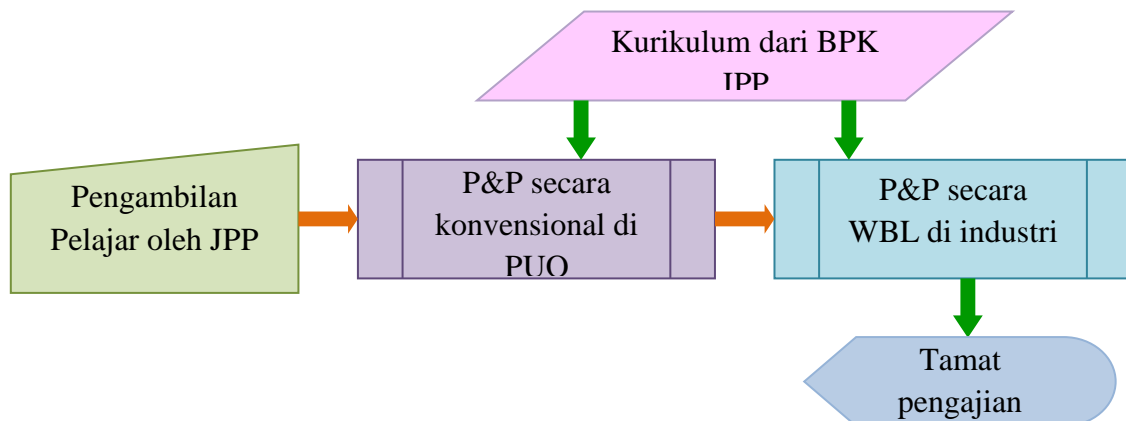 Kurikulum dari BPK
JPP
Pengambilan
Pelajar oleh JPP
P&P secara
konvensional di
PUO
P&P secara
WBL di industri
Tamat
pengajian